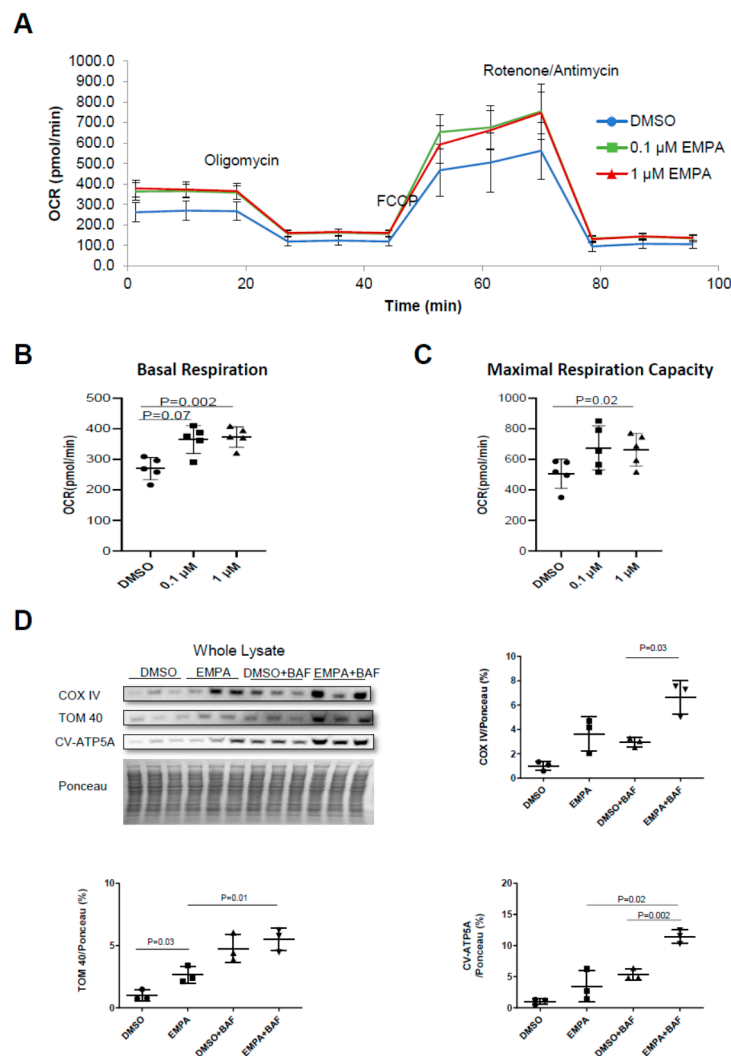 A
1000.0
900.0
800.0
700.0
600.0
500.0
400.0
300.0
200.0
100.0
0.0
OCR (pmol/min)
Oligomycin
FCCP
Rotenone/Antimycin
DMSO
0.1 µM EMPA
1 µM EMPA
0 20 40 60 80 100
Time (min)
B
Basal Respiration
P=0.002
P=0.07
500
400
300
200
100
0
OCR(pmol/min)
DMSO
0.1 µM
1 µM
C
Maximal Respiration Capacity
P=0.02
1000
800
600
400
200
0
OCR(pmol/min)
DMSO
0.1 µM
1 µM
D
Whole Lysate
DMSO EMPA DMSO+BAF EMPA+BAF
COX IV
TOM 40
CV-ATP5A
Ponceau
P=0.03
10
8
6
4
2
0
COX IV/Ponceau (%)
DMSO
EMPA
DMSO+BAF
EMPA+BAF
P=0.01
P=0.03
10
5
0
TOM 40/Ponceau (%)
DMSO
EMPA
DMSO+BAF
EMPA+BAF
P=0.02
P=0.002
20
15
10
5
0
CV-ATP5A
/Ponceau (%)
DMSO
EMPA
DMSO+BAF
EMPA+BAF